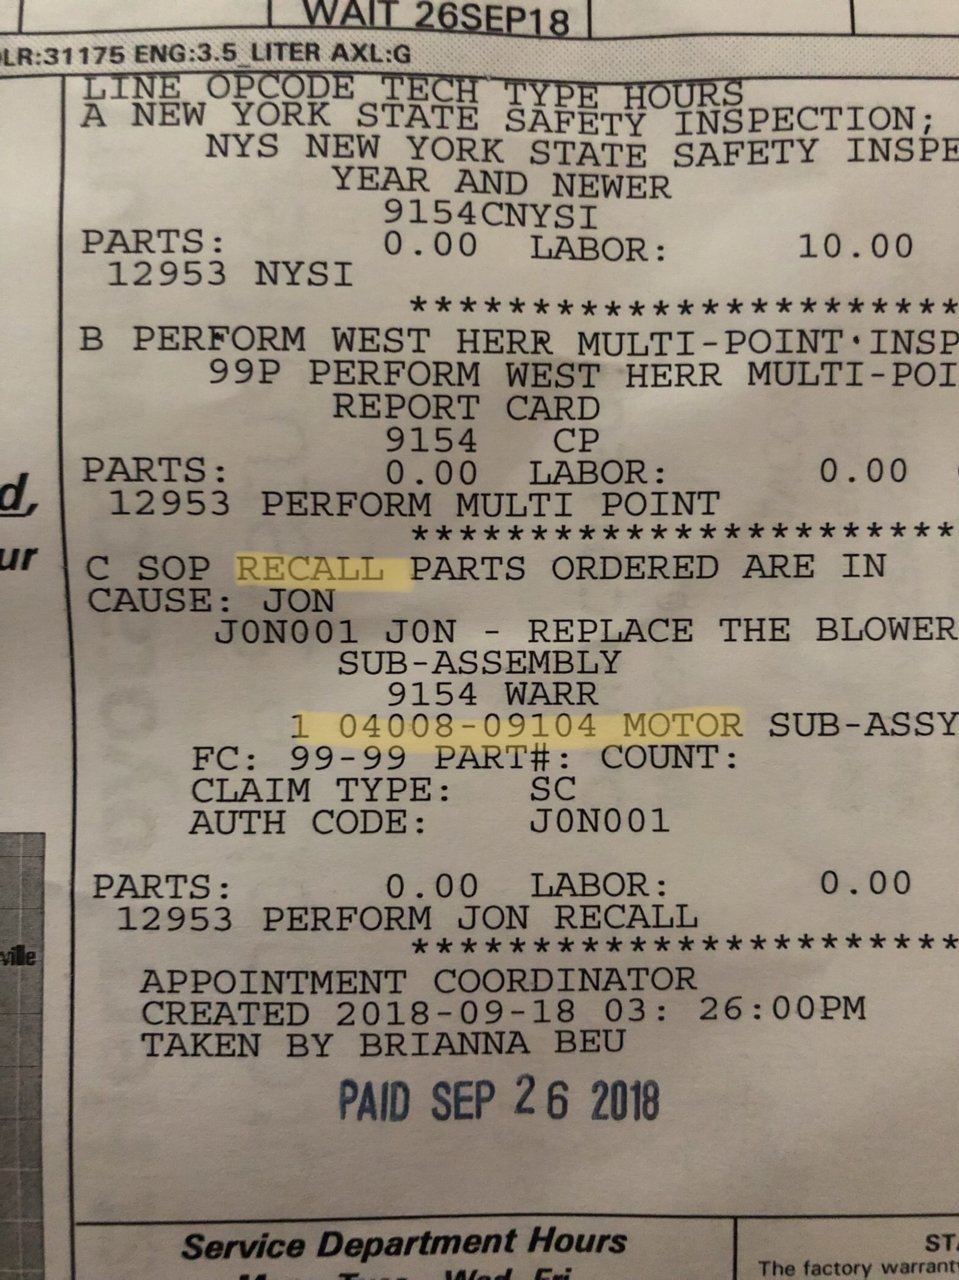 WAIT 26SEP18
DLR:31175 ENG:3.5_LITER AXL:G
LINE OPCODE TECH TYPE HOURS
A NEW YORK STATE SAFETY INSPECTION;
NYS NEW YORK STATE SAFETY INSPE
YEAR AND NEWER
9154CNYSI
PARTS: 0.00 LABOR: 10.00
12953 NYSI
***********************
B PERFORM WEST HERR MULTI-POINT·INSP
99P PERFORM WEST HERR MULTI-POI
REPORT CARD
9154 CP
PARTS: 0.00 LABOR: 0.00
12953 PERFORM MULTI POINT
***********************
d,
ur
C SOP RECALL PARTS ORDERED ARE IN
CAUSE: JON
J0N001 J0N - REPLACE THE BLOWER
SUB-ASSEMBLY
9154 WARR
1 04008-09104 MOTOR SUB-ASSY
FC: 99-99 PART#: COUNT:
CLAIM TYPE: SC
AUTH CODE: J0N001
PARTS: 0.00 LABOR: 0.00
12953 PERFORM JON RECALL
***********************
ville
APPOINTMENT COORDINATOR
CREATED 2018-09-18 03: 26:00PM
TAKEN BY BRIANNA BEU
PAID SEP 26 2018
Service Department Hours
STA
The factory warranty